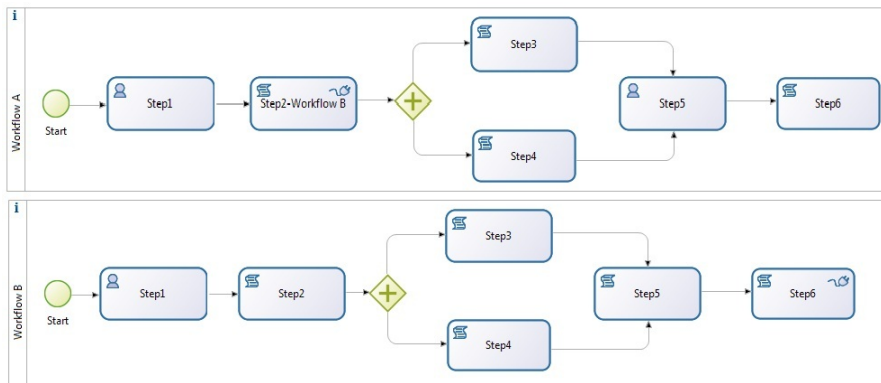 i
Workflow A
Start
Step1
Step2-Workflow B
Step3
Step4
Step5
Step6
i
Workflow B
Start
Step1
Step2
Step3
Step4
Step5
Step6